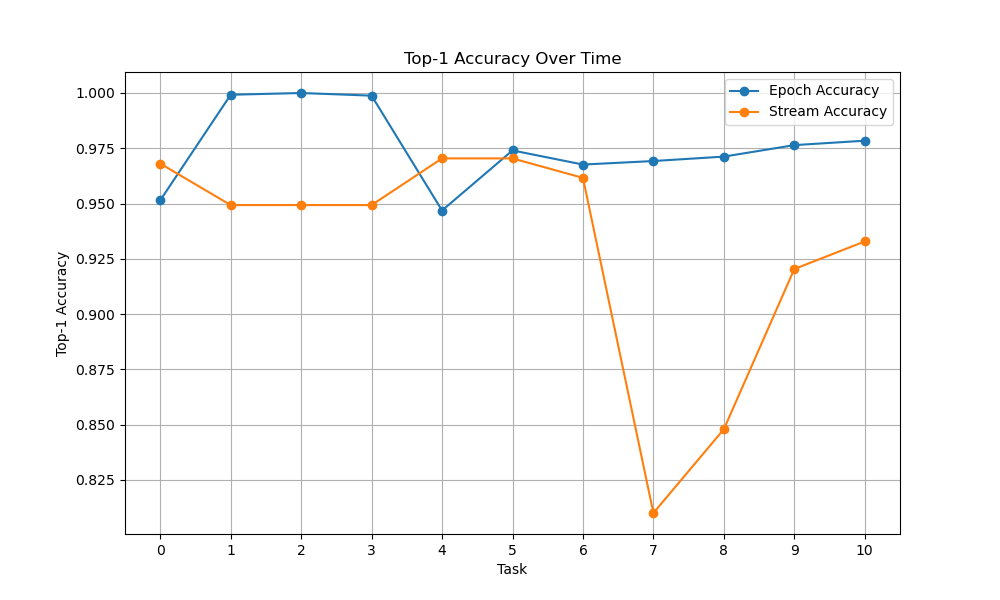 Top-1 Accuracy Over Time
Epoch Accuracy
Stream Accuracy
Top-1 Accuracy
1.000
0.975
0.950
0.925
0.900
0.875
0.850
0.825
0 1 2 3 4 5 6 7 8 9 10
Task